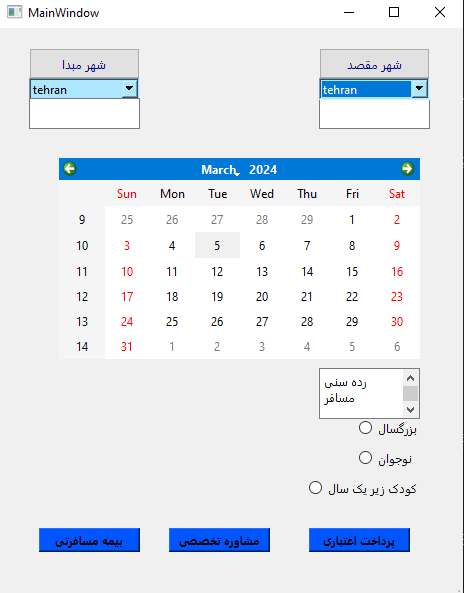 MainWindow
شهر مبدا
شهر مقصد
tehran
tehran
March, 2024
Sun Mon Tue Wed Thu Fri Sat
9 25 26 27 28 29 1 2
10 3 4 5 6 7 8 9
11 10 11 12 13 14 15 16
12 17 18 19 20 21 22 23
13 24 25 26 27 28 29 30
14 31 1 2 3 4 5 6
رده سنی
مسافر
بزرگسال
نوجوان
کودک زیر یک سال
بیمه مسافرتی
مشاوره تخصصی
پرداخت اعتباری